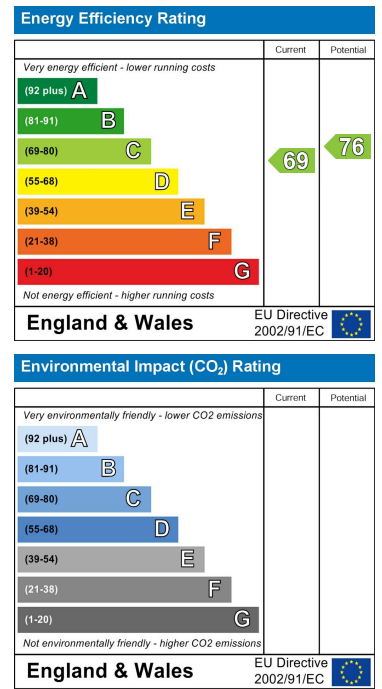 Energy Efficiency Rating
Current Potential
Very energy efficient - lower running costs
(92 plus) A
(81-91) B
(69-80) C
(55-68) D
(39-54) E
(21-38) F
(1-20) G
69
76
Not energy efficient - higher running costs
England & Wales
EU Directive
2002/91/EC
Environmental Impact (CO₂) Rating
Current Potential
Very environmentally friendly - lower CO2 emissions
(92 plus) A
(81-91) B
(69-80) C
(55-68) D
(39-54) E
(21-38) F
(1-20) G
Not environmentally friendly - higher CO2 emissions
England & Wales
EU Directive
2002/91/EC